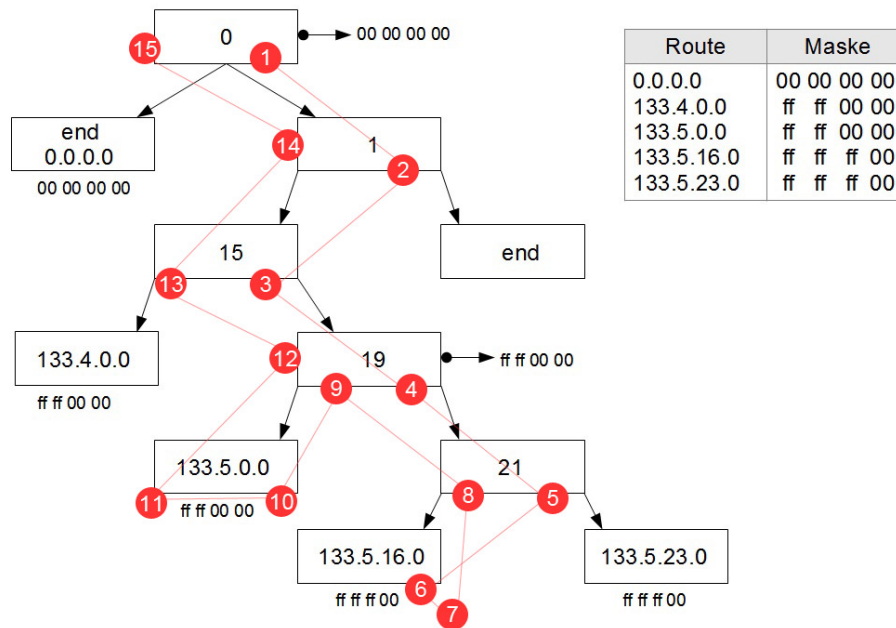 0
00 00 00 00
15
1
end
0.0.0.0
00 00 00 00
14
1
2
15
13
3
end
133.4.0.0
ff ff 00 00
12
19
ff ff 00 00
9
4
133.5.0.0
11
10
ff ff 00 00
21
8
5
133.5.16.0
6
7
ff ff ff 00
133.5.23.0
ff ff ff 00
Route Maske
0.0.0.0 00 00 00 00
133.4.0.0 ff ff 00 00
133.5.0.0 ff ff 00 00
133.5.16.0 ff ff ff 00
133.5.23.0 ff ff ff 00